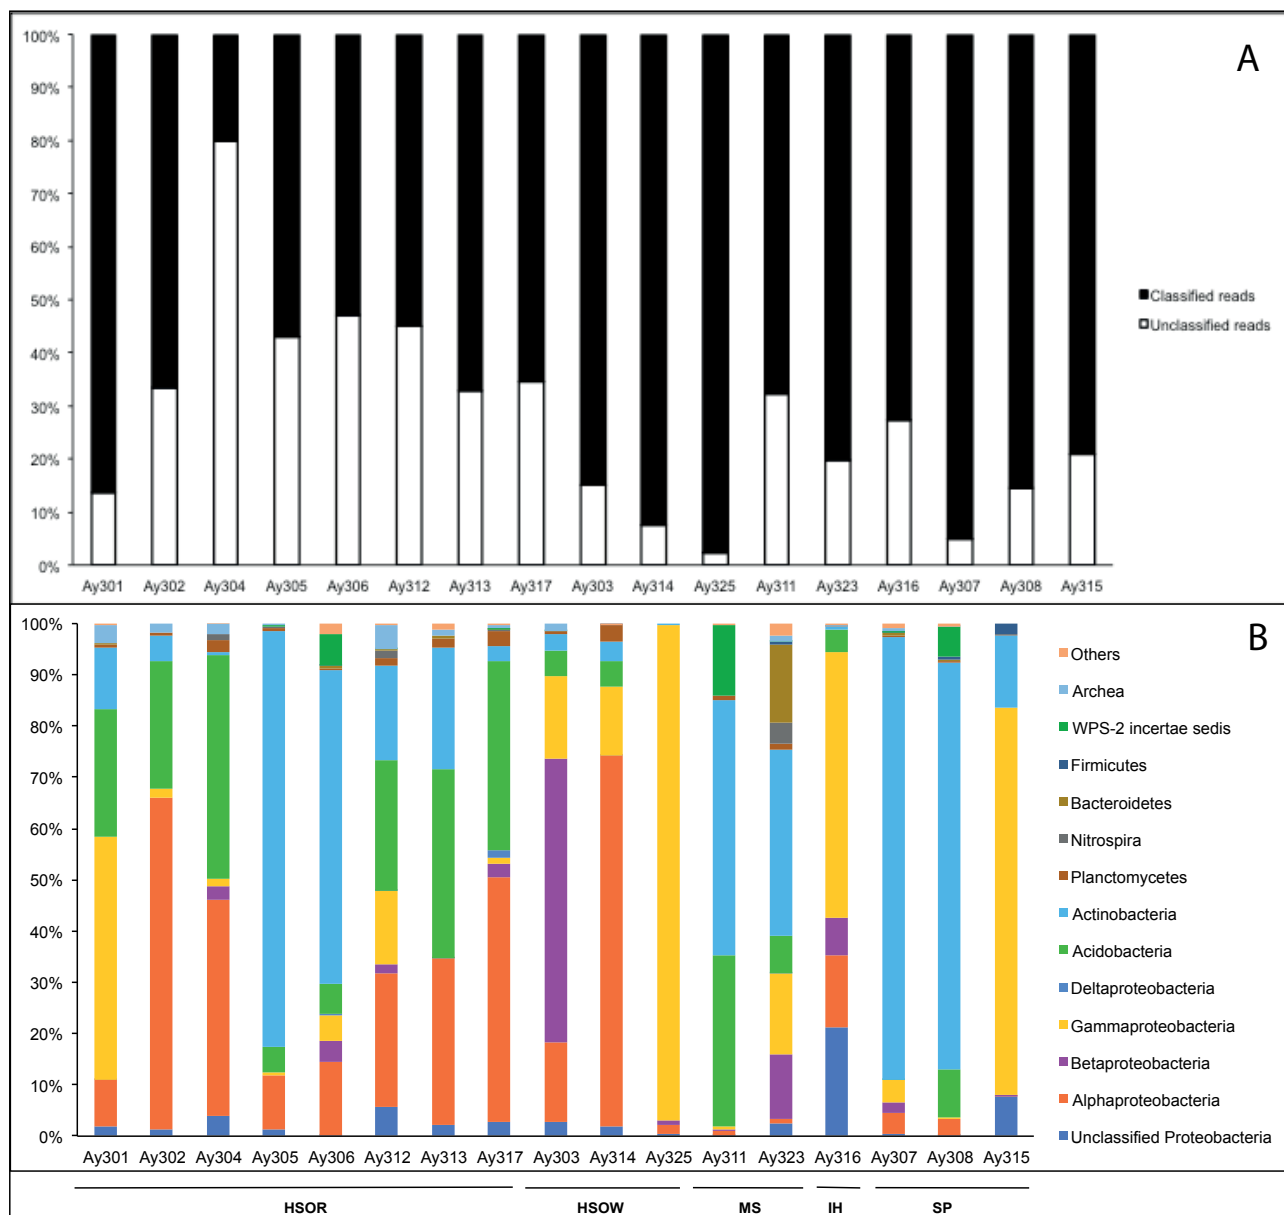 A
100%
90%
80%
70%
60%
50%
40%
30%
20%
10%
0%
Classified reads
Unclassified reads
Ay301 Ay302 Ay304 Ay305 Ay306 Ay312 Ay313 Ay317 Ay303 Ay314 Ay325 Ay311 Ay323 Ay316 Ay307 Ay308 Ay315
B
100%
90%
80%
70%
60%
50%
40%
30%
20%
10%
0%
Others
Archea
WPS-2 incertae sedis
Firmicutes
Bacteroidetes
Nitrospira
Planctomycetes
Actinobacteria
Acidobacteria
Deltaproteobacteria
Gammaproteobacteria
Betaproteobacteria
Alphaproteobacteria
Unclassified Proteobacteria
Ay301 Ay302 Ay304 Ay305 Ay306 Ay312 Ay313 Ay317 Ay303 Ay314 Ay325 Ay311 Ay323 Ay316 Ay307 Ay308 Ay315
HSOR HSOW MS IH SP